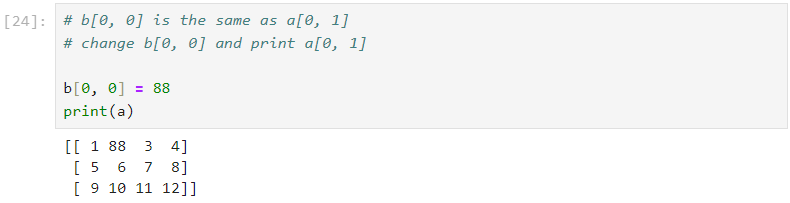 [24]: # b[0, 0] is the same as a[0, 1]
# change b[0, 0] and print a[0, 1]
b[0, 0] = 88
print(a)
[[ 1 88  3  4]
 [ 5  6  7  8]
 [ 9 10 11 12]]